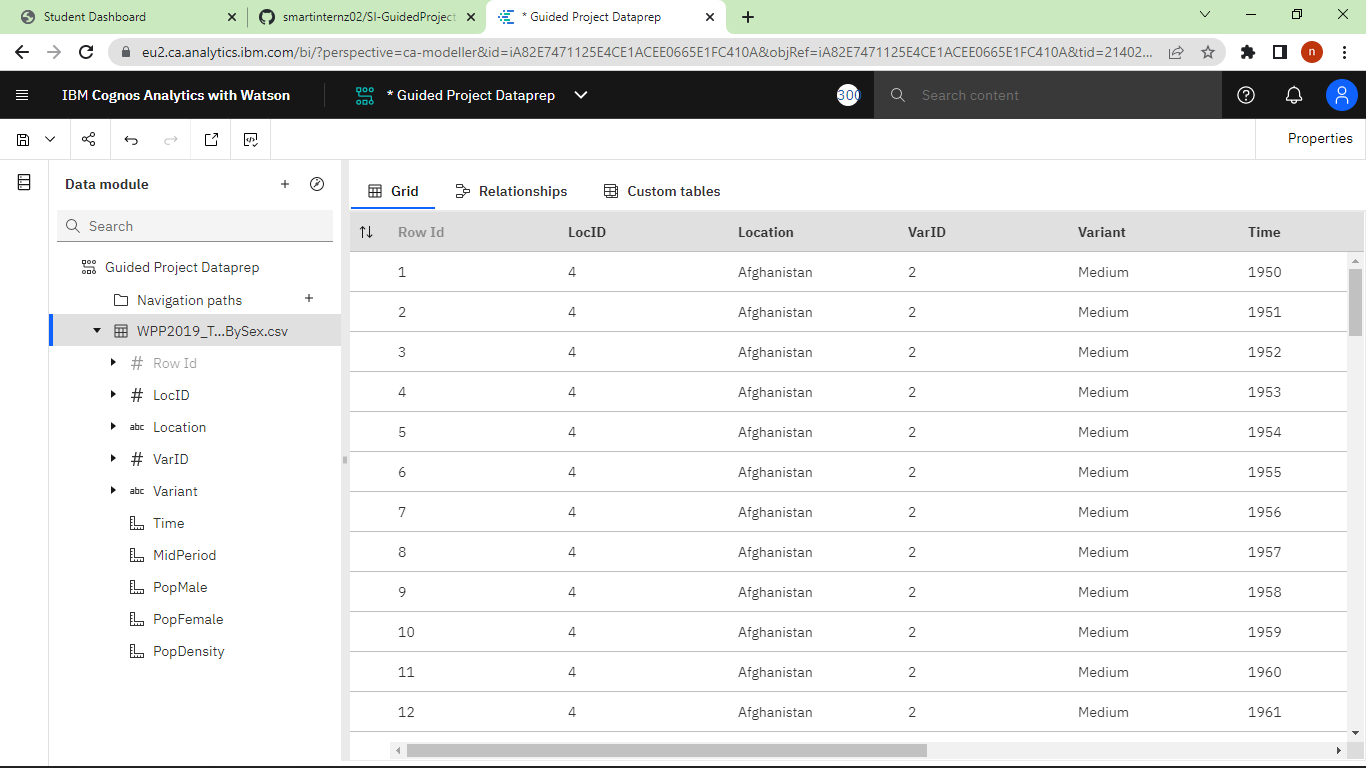 Student Dashboard
smartinternz02/SI-GuidedProject
* Guided Project Dataprep
eu2.ca.analytics.ibm.com/bi/?perspective=ca-modeller&id=iA82E7471125E4CE1ACEE0665E1FC410A&objRef=iA82E7471125E4CE1ACEE0665E1FC410A&tid=21402...
n
IBM Cognos Analytics with Watson
* Guided Project Dataprep
300
Search content
Properties
Data module
Search
Guided Project Dataprep
Navigation paths
WPP2019_T...BySex.csv
# Row Id
# LocID
abc Location
# VarID
abc Variant
Time
MidPeriod
PopMale
PopFemale
PopDensity
Grid Relationships Custom tables
Row Id LocID Location VarID Variant Time
1 4 Afghanistan 2 Medium 1950
2 4 Afghanistan 2 Medium 1951
3 4 Afghanistan 2 Medium 1952
4 4 Afghanistan 2 Medium 1953
5 4 Afghanistan 2 Medium 1954
6 4 Afghanistan 2 Medium 1955
7 4 Afghanistan 2 Medium 1956
8 4 Afghanistan 2 Medium 1957
9 4 Afghanistan 2 Medium 1958
10 4 Afghanistan 2 Medium 1959
11 4 Afghanistan 2 Medium 1960
12 4 Afghanistan 2 Medium 1961